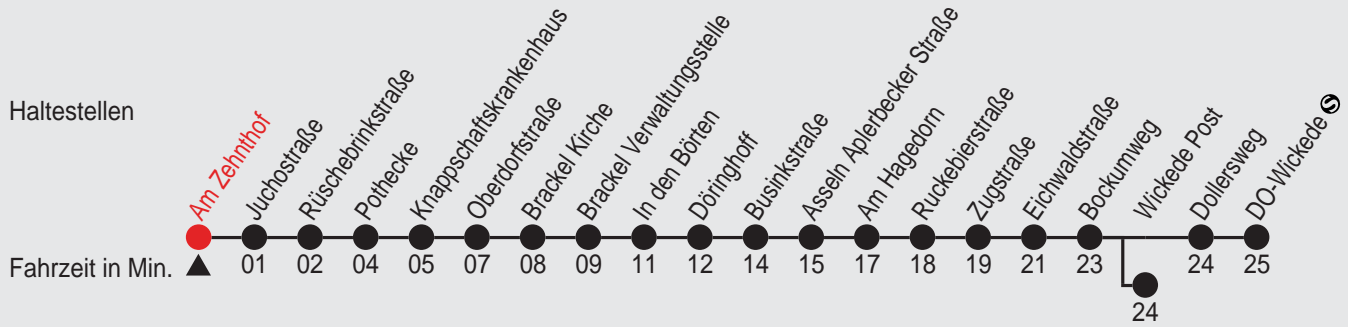 Haltestellen
Am Zehnthof
Juchostraße
Rüschebrinkstraße
Pothecke
Knappschaftskrankenhaus
Oberdorfstraße
Brackel Kirche
Brackel Verwaltungsstelle
In den Börten
Döringhoff
Businkstraße
Asseln Aplerbecker Straße
Am Hagedorn
Ruckebierstraße
Zugstraße
Eichwaldstraße
Bockumweg
Wickede Post
Dollersweg
DO-Wickede S
Fahrzeit in Min. 01 02 04 05 07 08 09 11 12 14 15 17 18 19 21 23 24 25
24